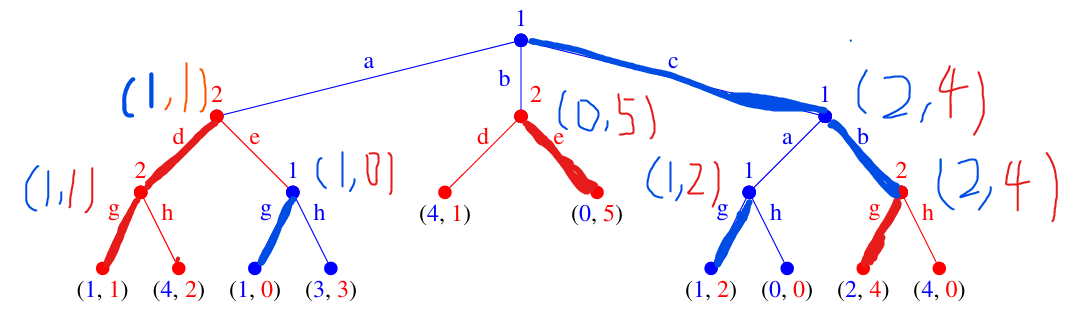 1
a b c
(1,1) 2 2 (0,5) 1 (2,4)
d e d e a b
(1,1) 2 1 (1,0) (1,2) 1 2 (2,4)
g h g h (4, 1) (0, 5) g h g h
(1, 1) (4, 2) (1, 0) (3, 3) (1, 2) (0, 0) (2, 4) (4, 0)